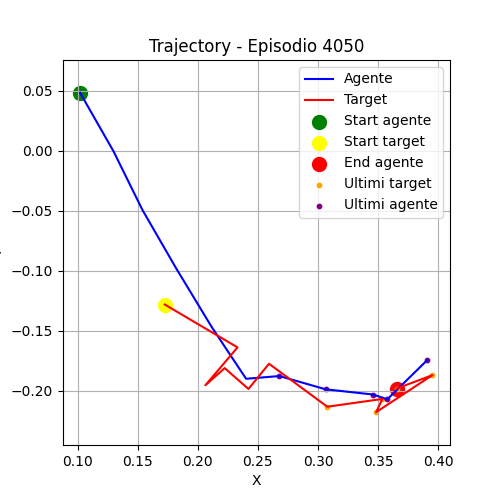 Trajectory - Episodio 4050
Agente
Target
Start agente
Start target
End agente
Ultimi target
Ultimi agente
0.05
0.00
−0.05
−0.10
−0.15
−0.20
0.10 0.15 0.20 0.25 0.30 0.35 0.40
X